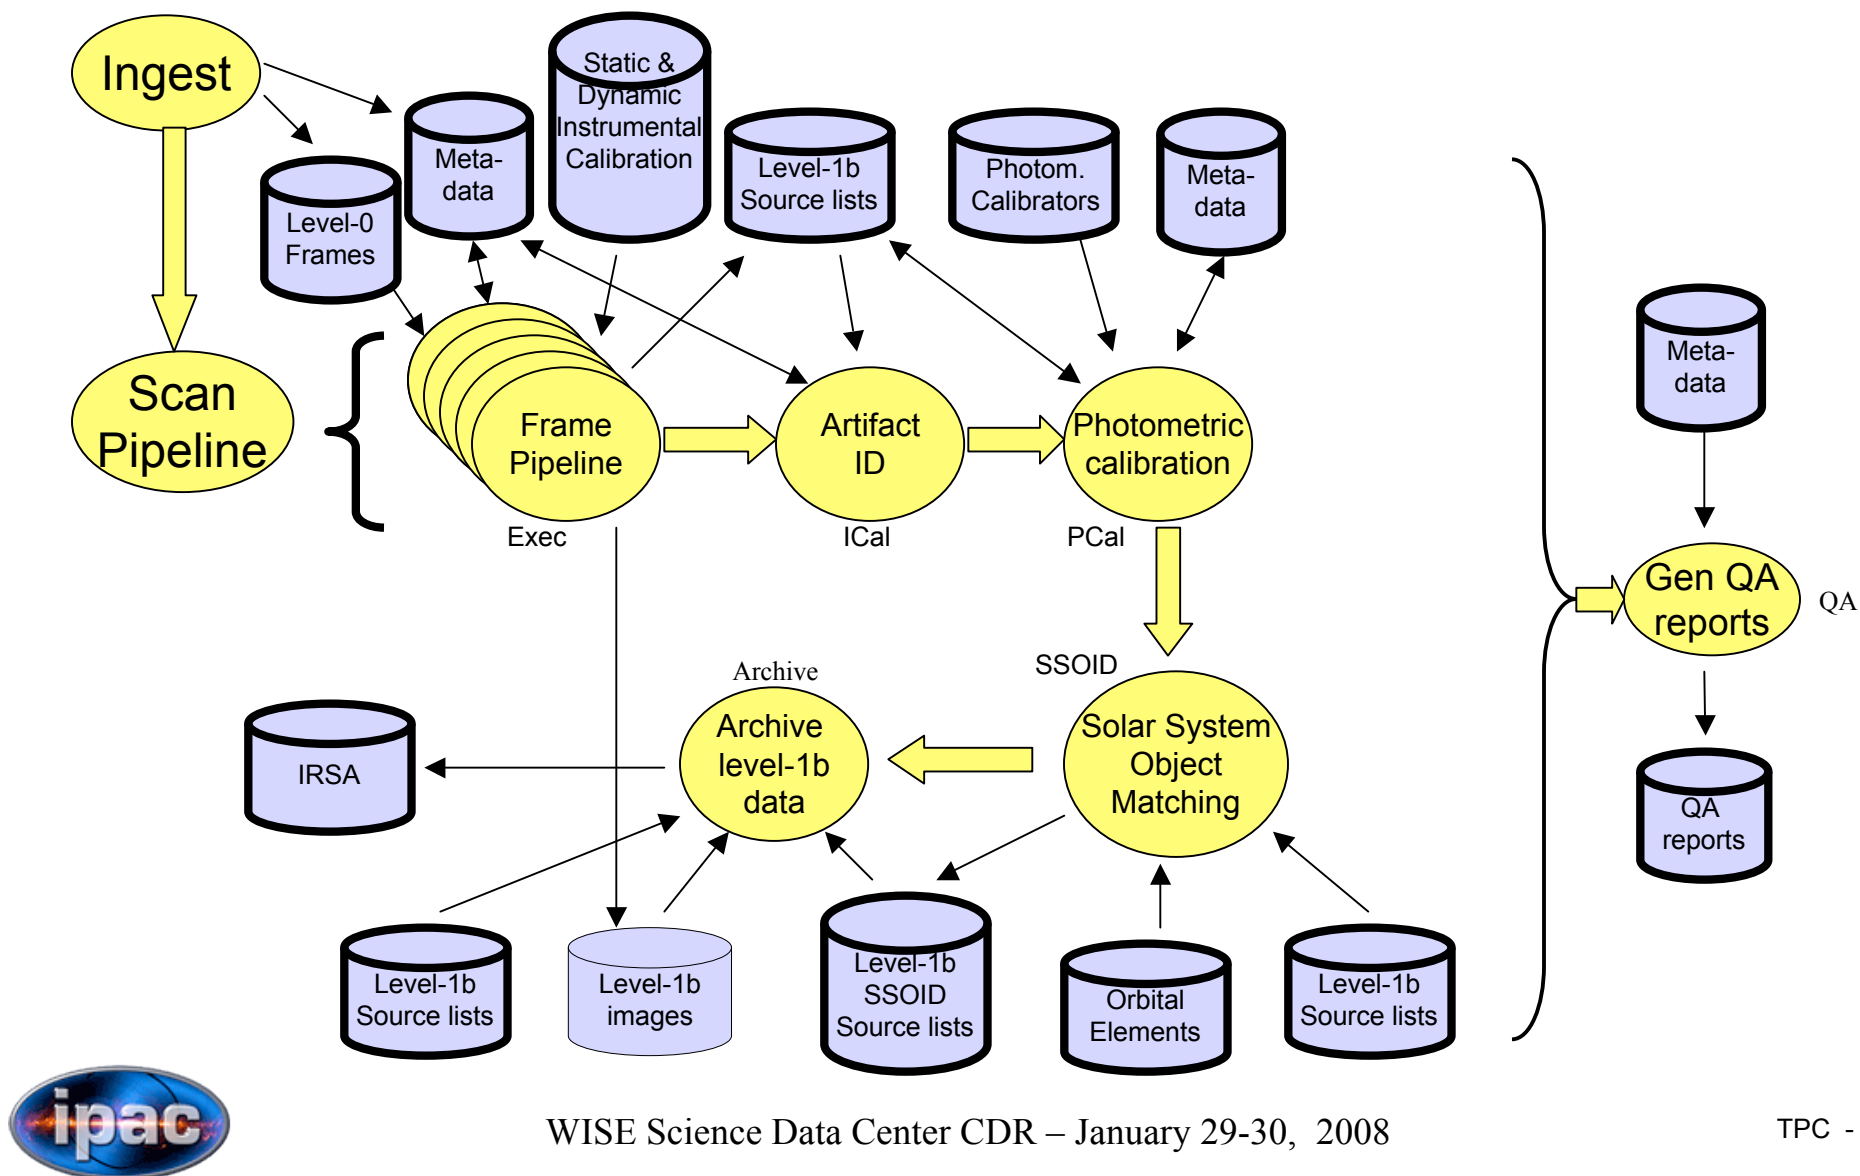 Ingest
Static &
Dynamic
Instrumental
Calibration
Meta-
data
Level-1b
Source lists
Photom.
Calibrators
Meta-
data
Level-0
Frames
Scan
Pipeline
Frame
Pipeline
Exec
Artifact
ID
ICal
Photometric
calibration
PCal
Meta-
data
Gen QA
reports
QA
QA
reports
SSOID
Solar System
Object
Matching
Archive
Archive
level-1b
data
IRSA
Level-1b
Source lists
Level-1b
images
Level-1b
SSOID
Source lists
Orbital
Elements
Level-1b
Source lists
ipac
WISE Science Data Center CDR – January 29-30, 2008
TPC -